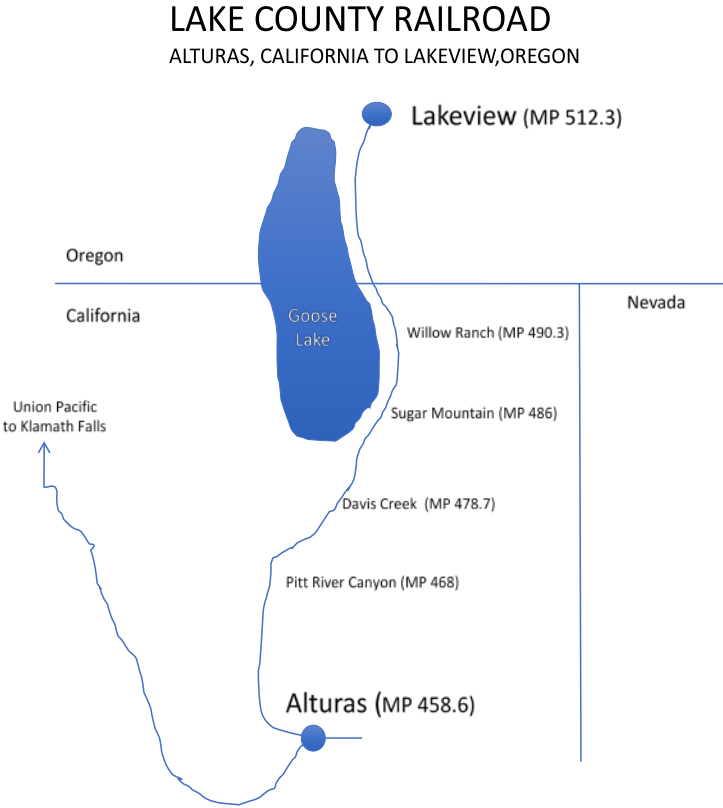 LAKE COUNTY RAILROAD
ALTURAS, CALIFORNIA TO LAKEVIEW,OREGON
Lakeview (MP 512.3)
Oregon
California
Nevada
Goose
Lake
Willow Ranch (MP 490.3)
Union Pacific
to Klamath Falls
Sugar Mountain (MP 486)
Davis Creek  (MP 478.7)
Pitt River Canyon (MP 468)
Alturas (MP 458.6)